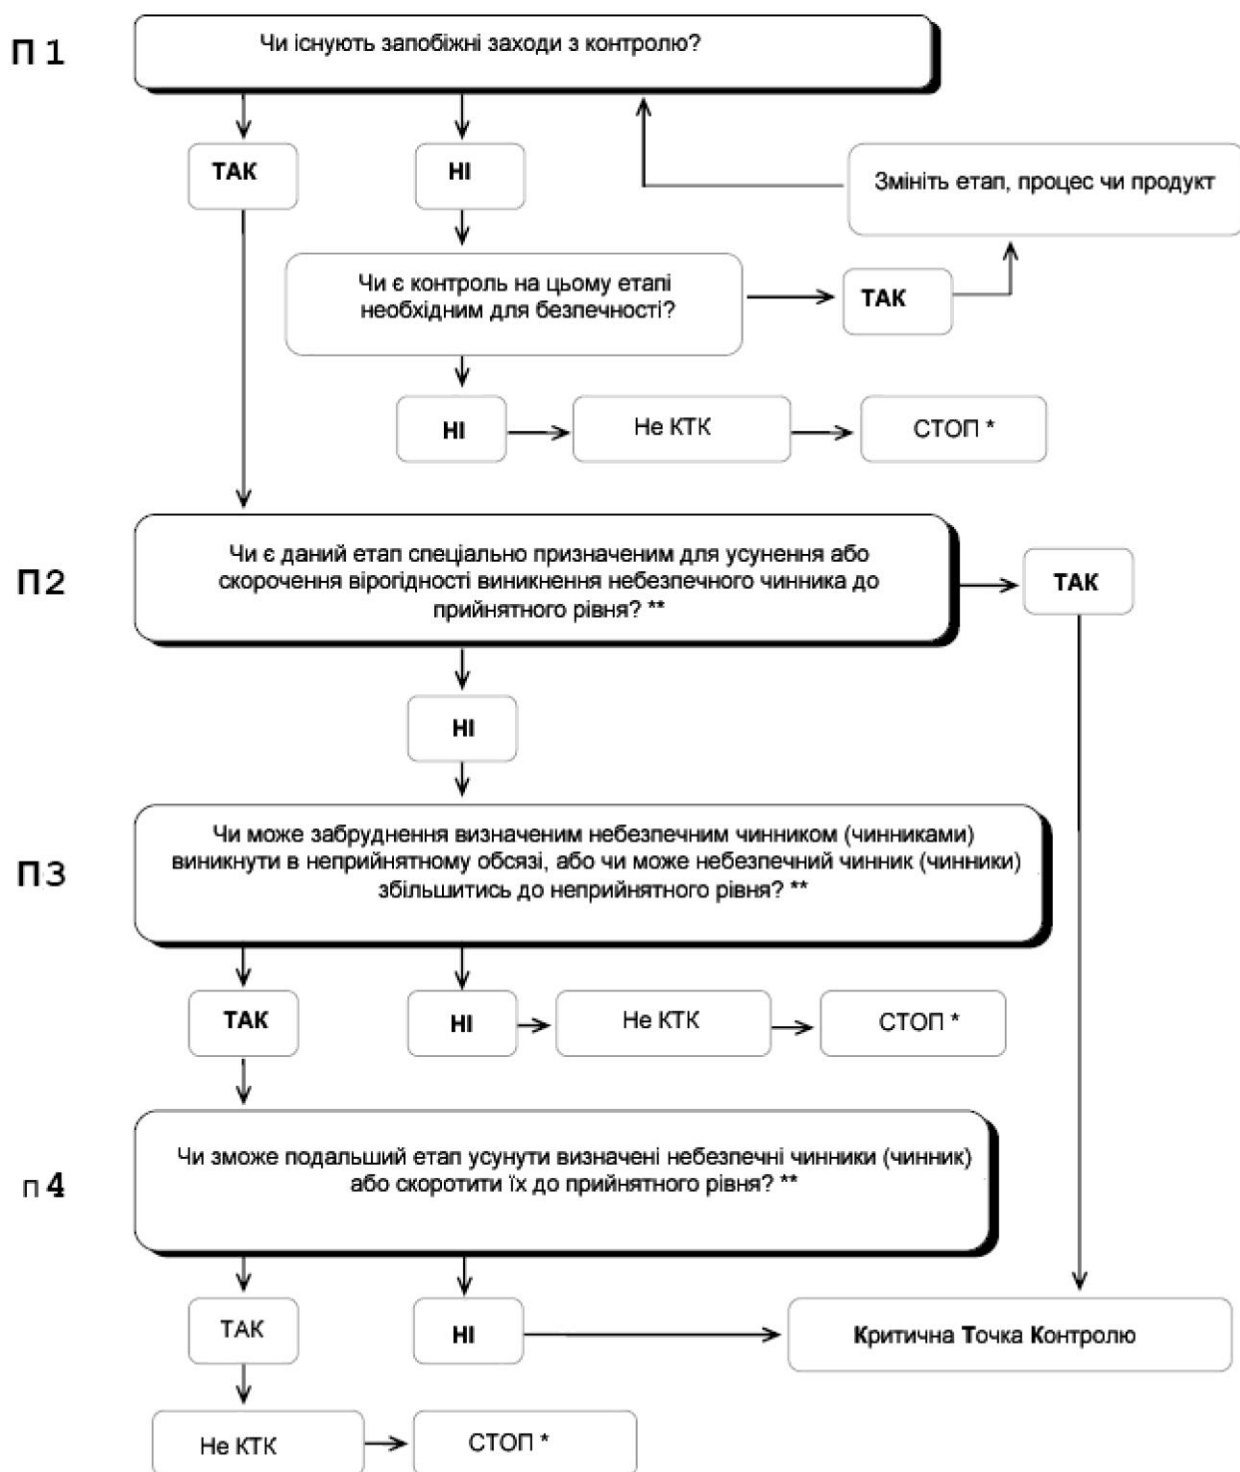 П 1
Чи існують запобіжні заходи з контролю?
ТАК
НІ
Змініть етап, процес чи продукт
Чи є контроль на цьому етапі
необхідним для безпечності?
ТАК
НІ
Не КТК
СТОП *
П2
Чи є даний етап спеціально призначеним для усунення або
скорочення вірогідності виникнення небезпечного чинника до
прийнятного рівня? **
ТАК
НІ
П3
Чи може забруднення визначеним небезпечним чинником (чинниками)
виникнути в неприйнятному обсязі, або чи може небезпечний чинник (чинники)
збільшитись до неприйнятного рівня? **
ТАК
НІ
Не КТК
СТОП *
п4
Чи зможе подальший етап усунути визначені небезпечні чинники (чинник)
або скоротити їх до прийнятного рівня? **
ТАК
НІ
Критична Точка Контролю
Не КТК
СТОП *